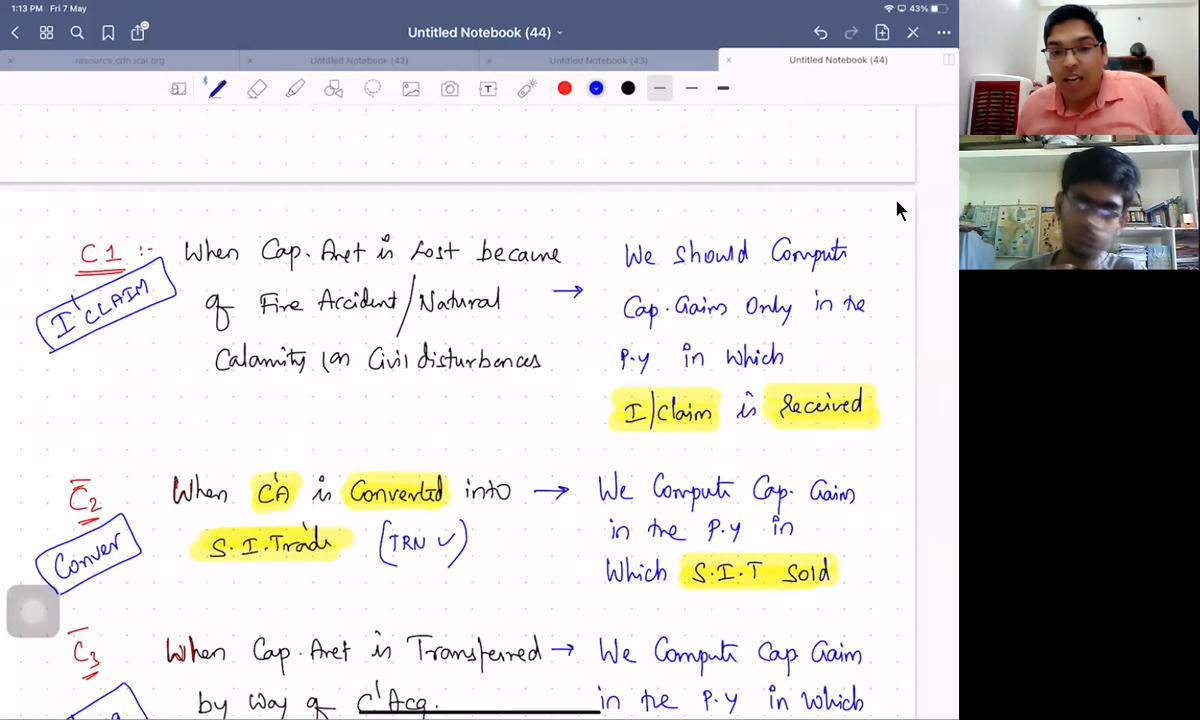 1:13 PM Fri 7 May
43%
Untitled Notebook (44)
resource.cdn.icai.org
Untitled Notebook (42)
Untitled Notebook (43)
Untitled Notebook (44)
T
C1 :- When Cap. Asset is Lost because → We Should Compute
I'CLAIM of Fire Accident/Natural Cap. Gains Only in the
Calamity (or Civil disturbances P.y in which
I/Claim is received
C2 When CA is Converted into → We Compute Cap. Gain
Conver S.I.Trade (TRN ✓) in the P.y in
Which S.I.T Sold
C3 When Cap. Asset is Transferred → We Compute Cap Gain
by Way of C'Acq. in the P.y in which